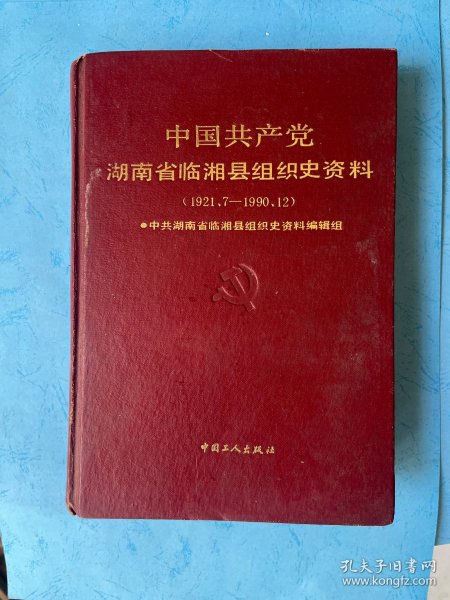 中国共产党
湖南省临湘县组织史资料
(1921、7—1990、12)
●中共湖南省临湘县组织史资料编辑组
中国工人出版社
孔夫子旧书网
www.kongfz.com